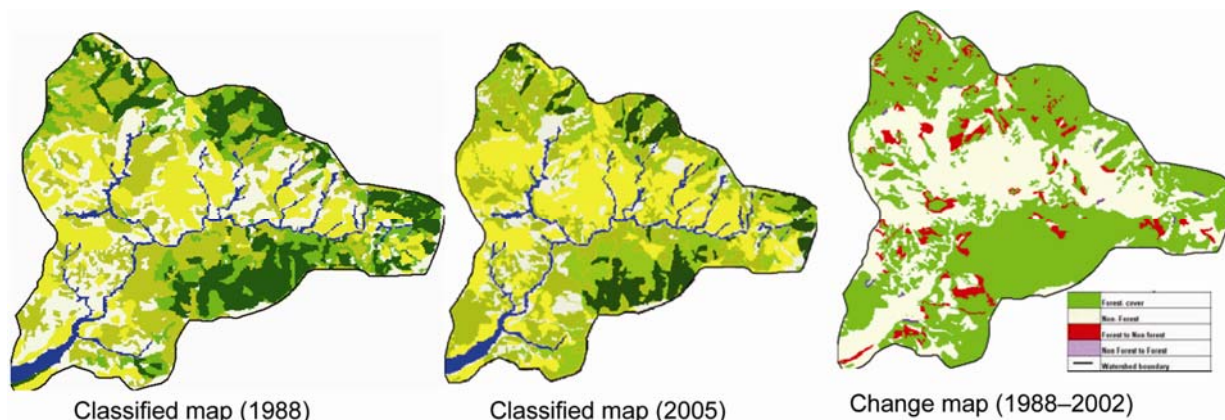 Forest- cover
Non- Forest
Forest to Non forest
Non Forest to Forest
Watershed boundary
Classified map (1988)
Classified map (2005)
Change map (1988–2002)